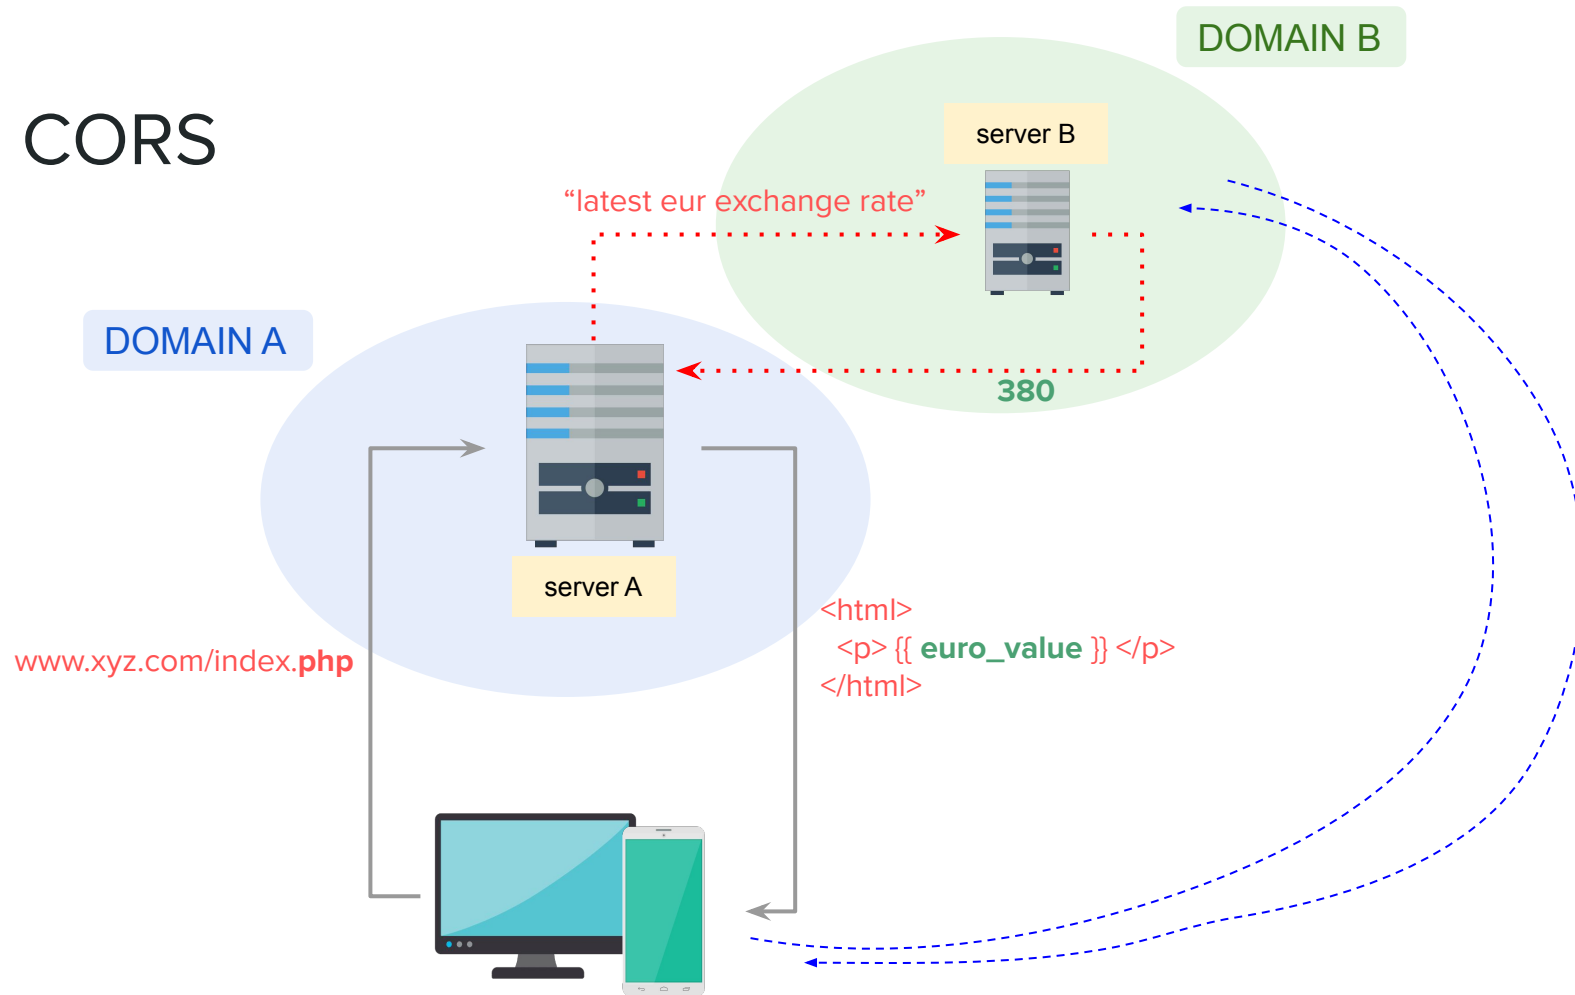 DOMAIN B
CORS
server B
“latest eur exchange rate”
DOMAIN A
380
server A
<html>
<p> {{ euro_value }} </p>
</html>
www.xyz.com/index.php